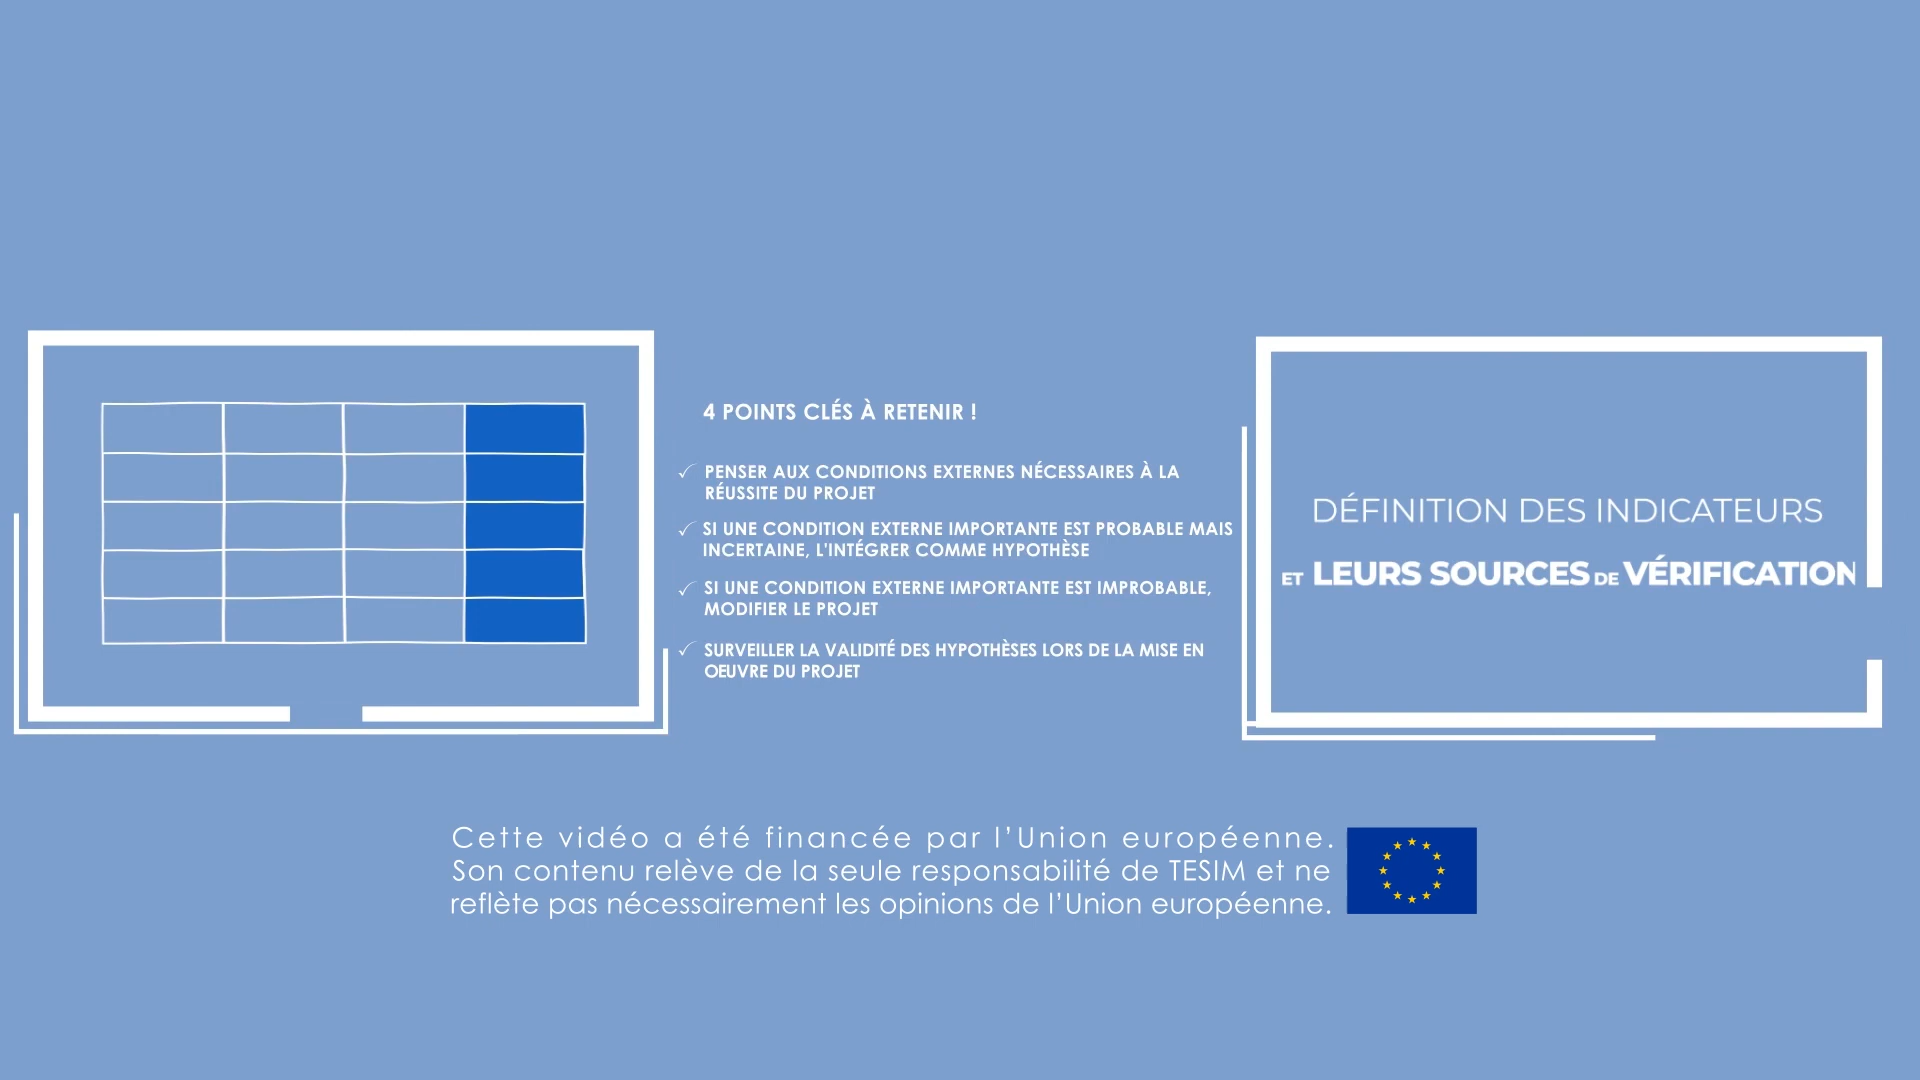 4 POINTS CLÉS À RETENIR !
PENSER AUX CONDITIONS EXTERNES NÉCESSAIRES À LA
RÉUSSITE DU PROJET
SI UNE CONDITION EXTERNE IMPORTANTE EST PROBABLE MAIS
INCERTAINE, L'INTÉGRER COMME HYPOTHÈSE
SI UNE CONDITION EXTERNE IMPORTANTE EST IMPROBABLE,
MODIFIER LE PROJET
SURVEILLER LA VALIDITÉ DES HYPOTHÈSES LORS DE LA MISE EN
OEUVRE DU PROJET
DÉFINITION DES INDICATEURS
ET LEURS SOURCES DE VÉRIFICATION
Cette vidéo a été financée par l’Union européenne.
Son contenu relève de la seule responsabilité de TESIM et ne
reflète pas nécessairement les opinions de l’Union européenne.